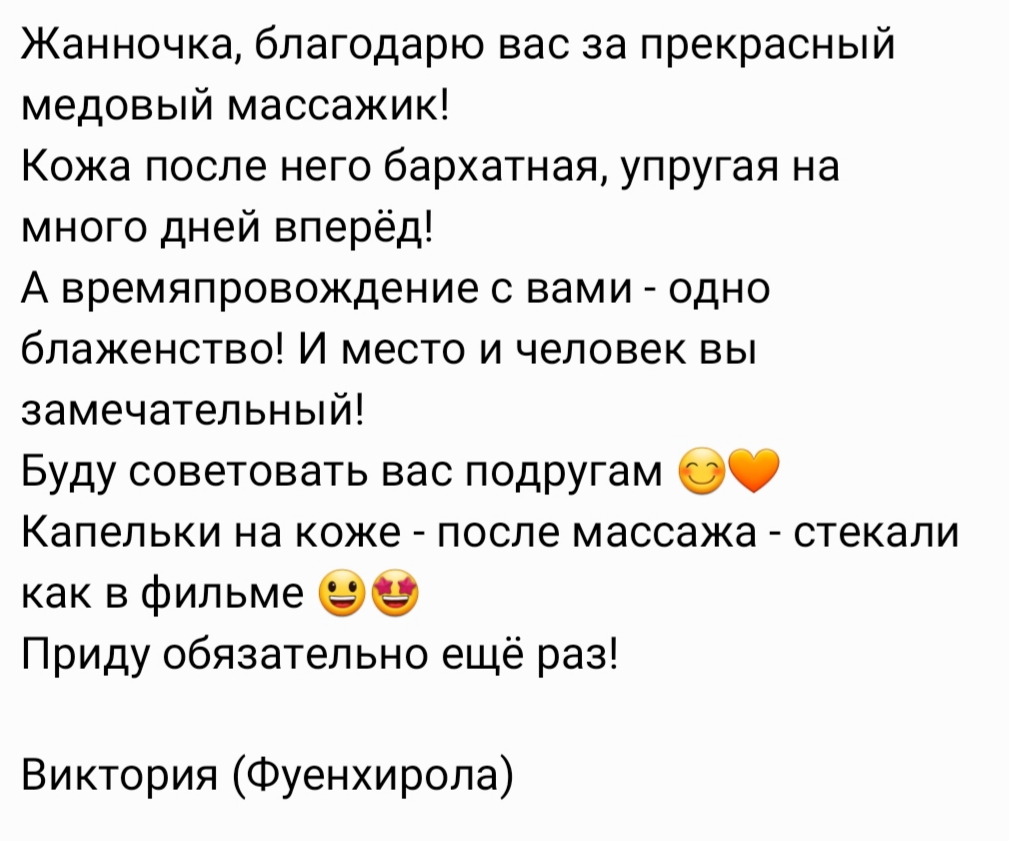 Жанночка, благодарю вас за прекрасный
медовый массажик!
Кожа после него бархатная, упругая на
много дней вперёд!
А времяпровождение с вами - одно
блаженство! И место и человек вы
замечательный!
Буду советовать вас подругам 😊🧡
Капельки на коже - после массажа - стекали
как в фильме 😃🤩
Приду обязательно ещё раз!
Виктория (Фуенхирола)